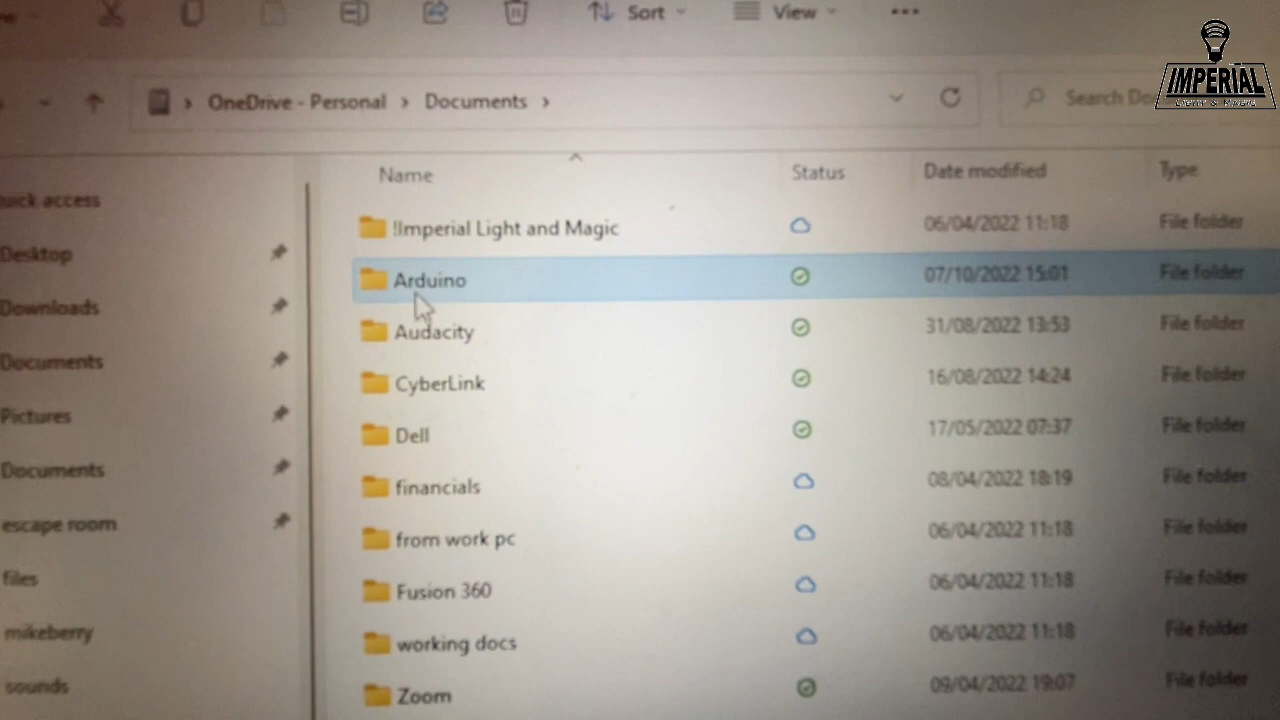 Sort
View
OneDrive - Personal > Documents >
IMPERIAL
Name
Status
Date modified
Type
!Imperial Light and Magic
06/04/2022 11:18
File folder
Arduino
07/10/2022 15:01
File folder
Audacity
31/08/2022 13:53
File folder
CyberLink
16/08/2022 14:24
File folder
Dell
17/05/2022 07:37
File folder
financials
08/04/2022 18:19
File folder
from work pc
06/04/2022 11:18
File folder
Fusion 360
06/04/2022 11:18
File folder
working docs
06/04/2022 11:18
File folder
Zoom
09/04/2022 19:07
File folder
access
Desktop
Downloads
Documents
Pictures
Documents
escape room
files
mikeberry
sounds
Search